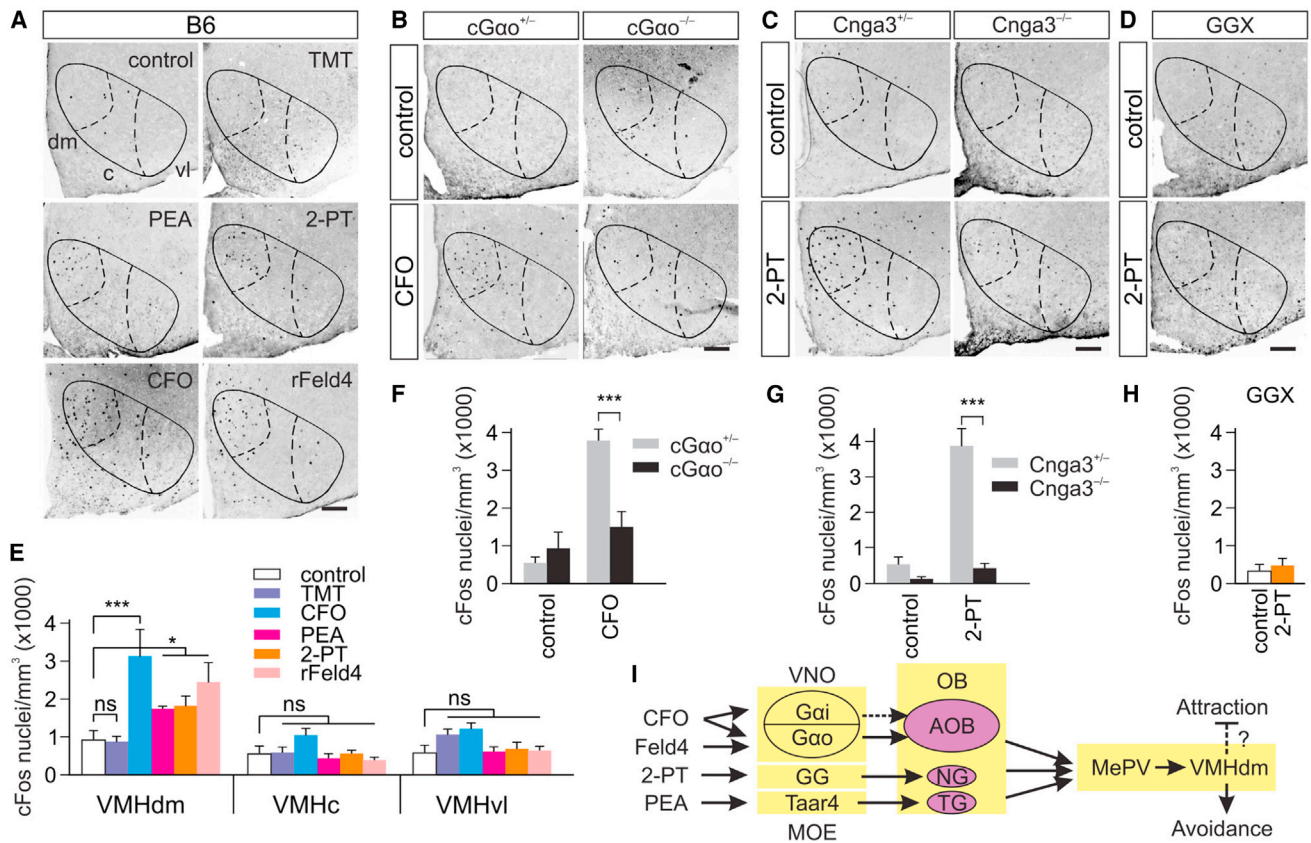 A
B6
control
TMT
dm
c
vl
PEA
2-PT
CFO
rFeld4
B
cGαo+/–
cGαo–/–
control
CFO
C
Cnga3+/–
Cnga3–/–
control
2-PT
D
GGX
cotrol
2-PT
E
cFos nuclei/mm3 (x1000)
4
3
2
1
0
***
*
ns
ns
ns
control
TMT
CFO
PEA
2-PT
rFeld4
VMHdm
VMHc
VMHvl
F
cFos nuclei/mm3 (x1000)
4
3
2
1
0
***
cGαo+/–
cGαo–/–
control
CFO
G
cFos nuclei/mm3 (x1000)
4
3
2
1
0
***
Cnga3+/–
Cnga3–/–
control
2-PT
H
GGX
cFos nuclei/mm3 (x1000)
4
3
2
1
0
control
2-PT
I
VNO
OB
CFO
Feld4
2-PT
PEA
Gαi
Gαo
GG
Taar4
MOE
AOB
NG
TG
MePV
VMHdm
Attraction
?
Avoidance